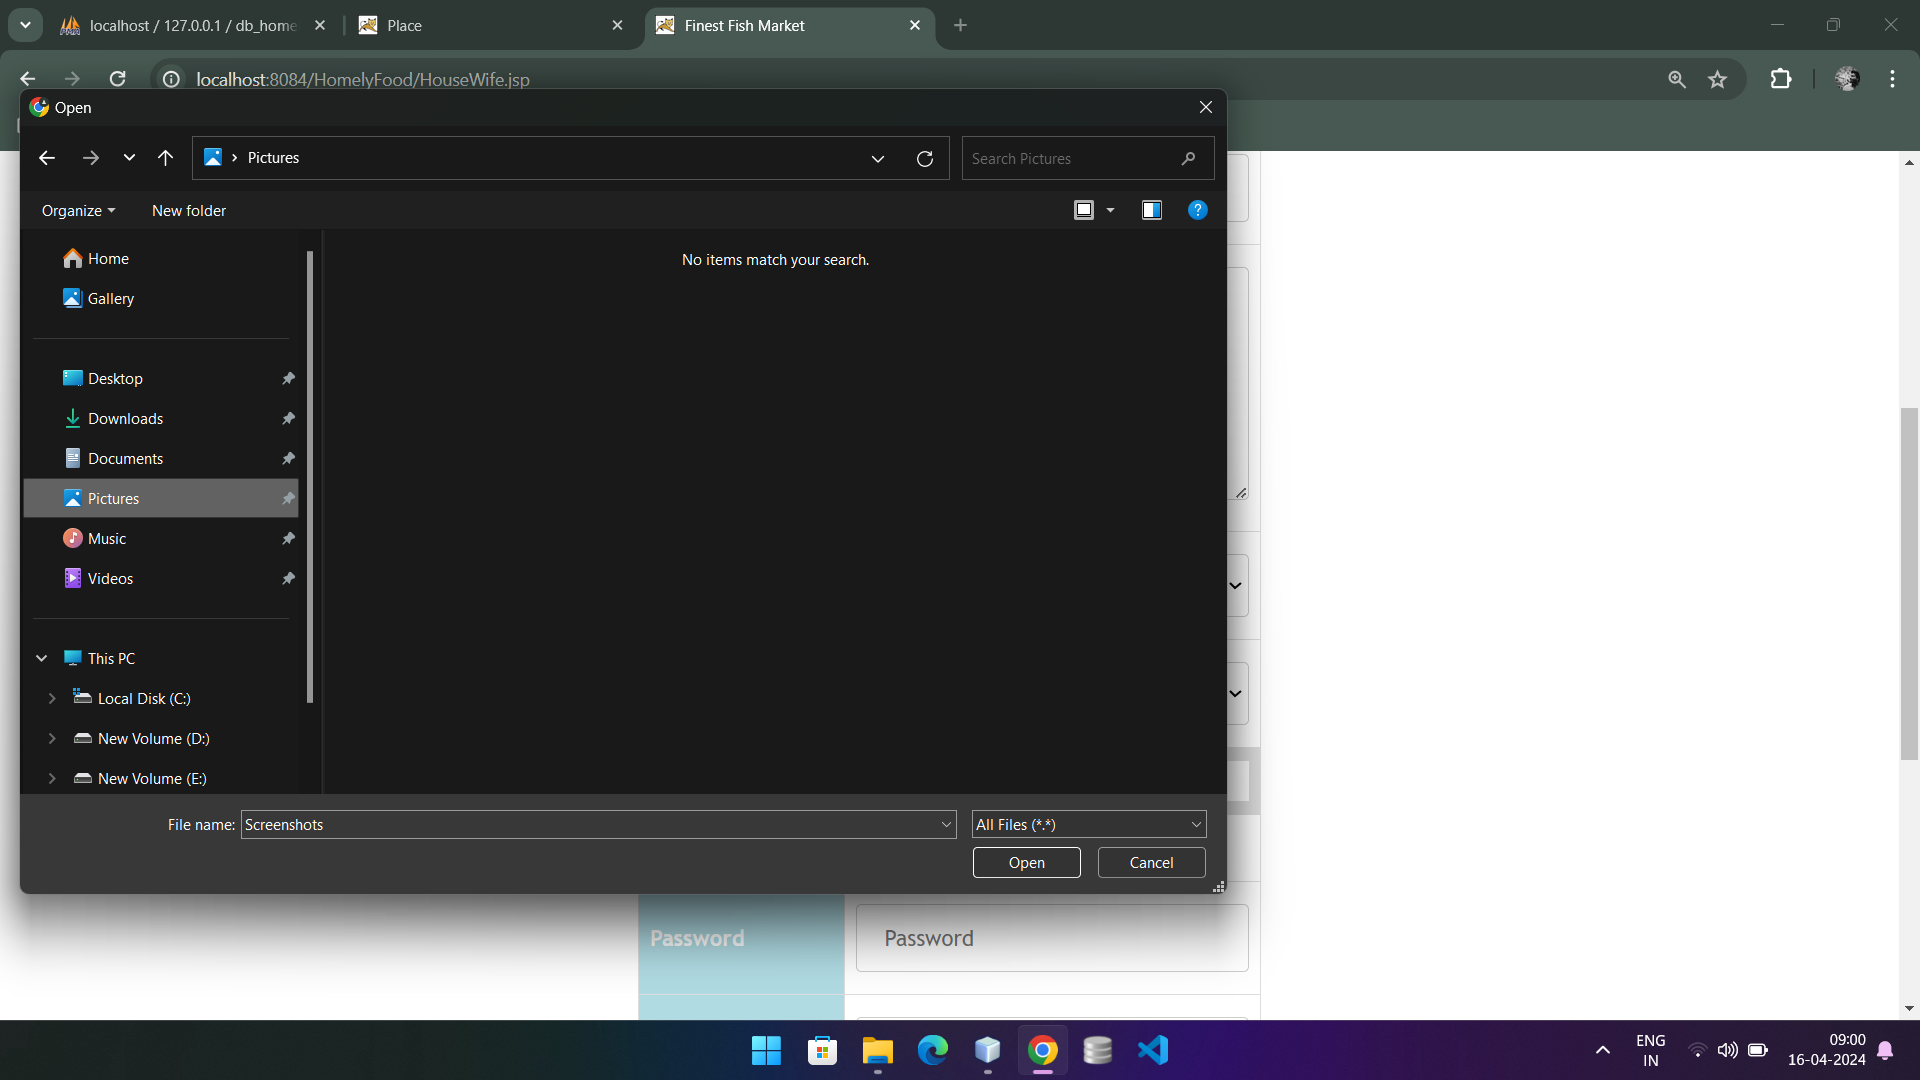 localhost / 127.0.0.1 / db_home
Place
Finest Fish Market
localhost:8084/HomelyFood/HouseWife.jsp
Open
Pictures
Search Pictures
Organize
New folder
Home
Gallery
Desktop
Downloads
Documents
Pictures
Music
Videos
This PC
Local Disk (C:)
New Volume (D:)
New Volume (E:)
No items match your search.
File name:
Screenshots
All Files (*.*)
Open
Cancel
Password
Password
ENG
IN
09:00
16-04-2024